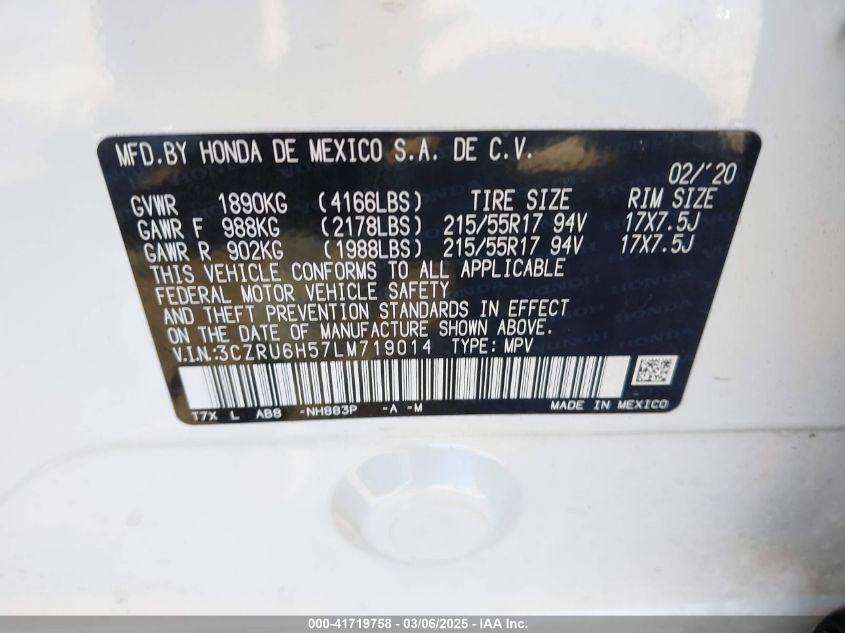 MFD.BY HONDA DE MEXICO S.A. DE C.V.
02/'20
GVWR 1890KG (4166LBS) TIRE SIZE RIM SIZE
GAWR F 988KG (2178LBS) 215/55R17 94V 17X7.5J
GAWR R 902KG (1988LBS) 215/55R17 94V 17X7.5J
THIS VEHICLE CONFORMS TO ALL APPLICABLE
FEDERAL MOTOR VEHICLE SAFETY
AND THEFT PREVENTION STANDARDS IN EFFECT
ON THE DATE OF MANUFACTURE SHOWN ABOVE.
V.I.N:3CZRU6H57LM719014 TYPE: MPV
T7X L AB8 -NH883P -A -M MADE IN MEXICO
000-41719758 - 03/06/2025 - IAA Inc.